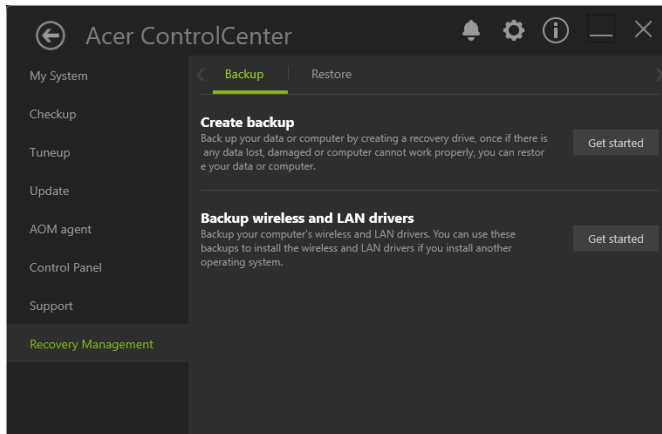 Acer ControlCenter
My System
Checkup
Tuneup
Update
AOM agent
Control Panel
Support
Recovery Management
Backup
Restore
Create backup
Back up your data or computer by creating a recovery drive, once if there is
any data lost, damaged or computer cannot work properly, you can restor
e your data or computer.
Get started
Backup wireless and LAN drivers
Backup your computer's wireless and LAN drivers. You can use these
backups to install the wireless and LAN drivers if you install another
operating system.
Get started